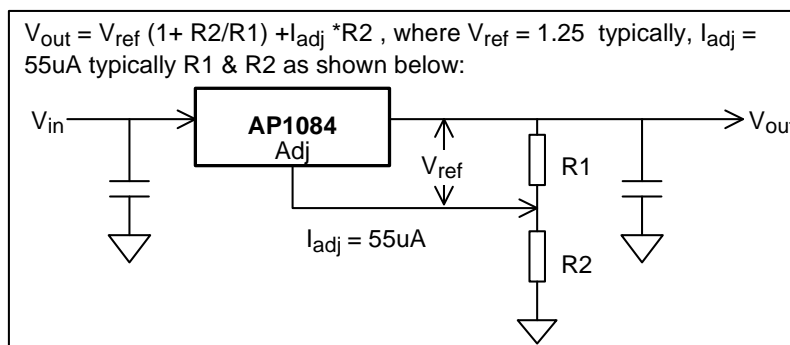 Vout = Vref (1+ R2/R1) +Iadj *R2 , where Vref = 1.25 typically, Iadj =
55uA typically R1 & R2 as shown below:
Vin
AP1084
Adj
Vout
Vref
R1
Iadj = 55uA
R2